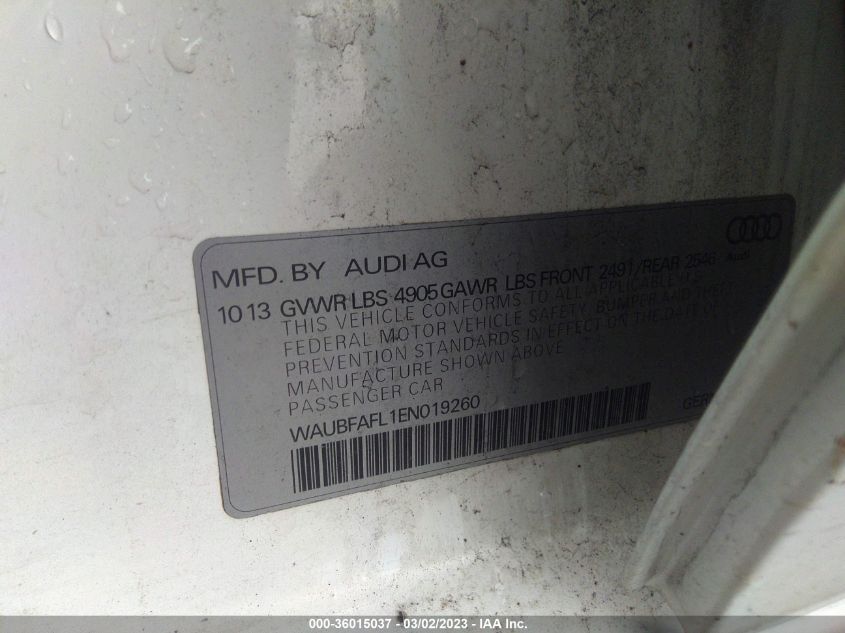 MFD. BY AUDI AG
10 13 GVWR LBS 4905 GAWR LBS FRONT 2491/REAR 2546
Audi
THIS VEHICLE CONFORMS TO ALL APPLICABLE U.S.
FEDERAL MOTOR VEHICLE SAFETY, BUMPER AND THEFT
PREVENTION STANDARDS IN EFFECT ON THE DATE OF
MANUFACTURE SHOWN ABOVE
PASSENGER CAR
WAUBFAFL1EN019260
GER
000-36015037 - 03/02/2023 - IAA Inc.